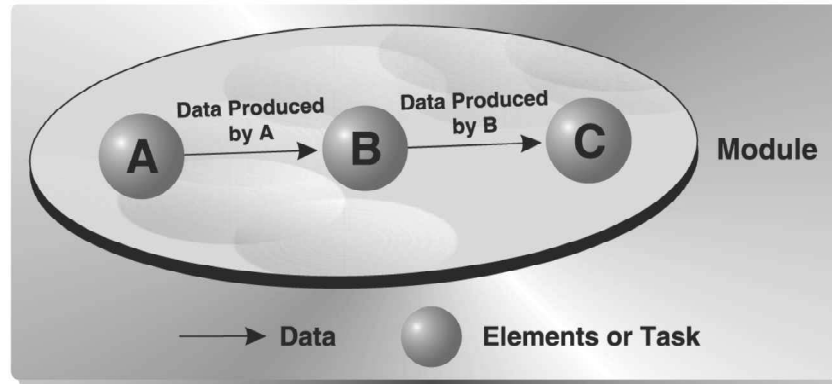 Data Produced
by A
Data Produced
by B
A
B
C
Module
Data
Elements or Task